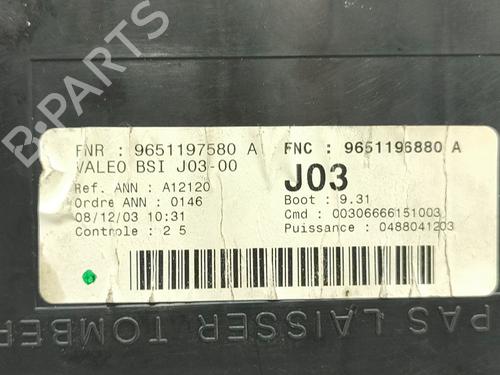 FNR : 9651197580 A
FNC : 9651196880 A
VALEO BSI J03-00
J03
Ref. ANN : A12120
Boot : 9.31
Ordre ANN : 0146
Cmd : 00306666151003
08/12/03 10:31
Puissance : 0488041203
Controle : 2 5
PAS LAISSER TOMBER
B-PARTS